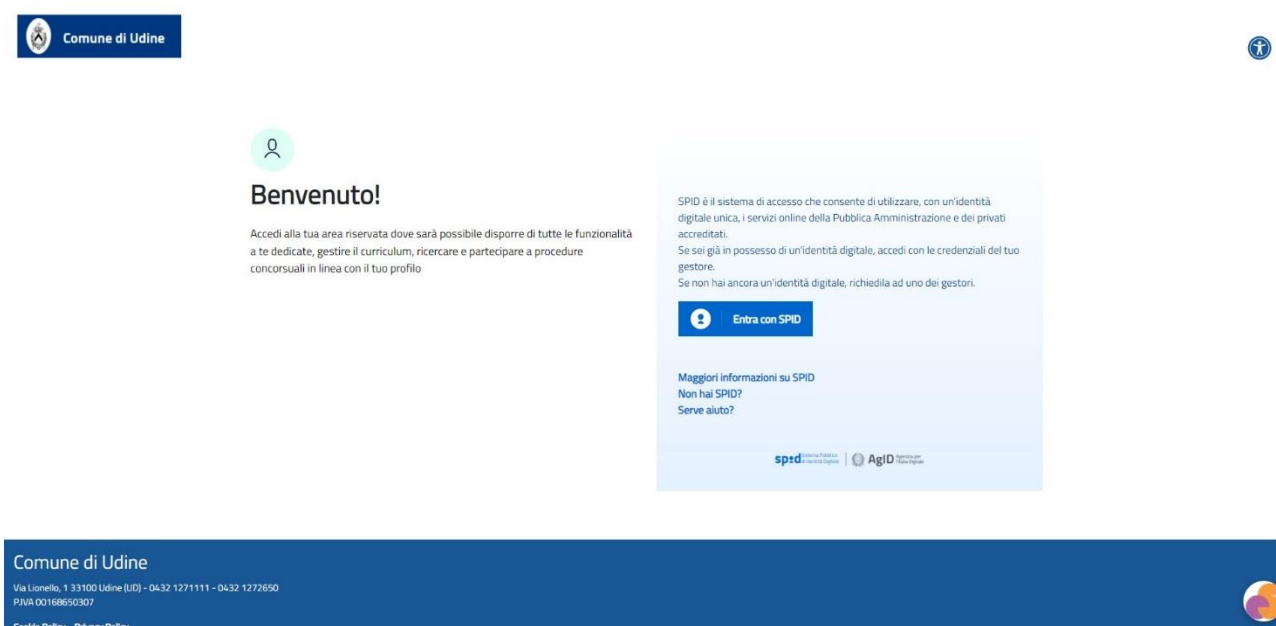 Comune di Udine
Benvenuto!
Accedi alla tua area riservata dove sarà possibile disporre di tutte le funzionalità
a te dedicate, gestire il curriculum, ricercare e partecipare a procedure
concorsuali in linea con il tuo profilo
SPID è il sistema di accesso che consente di utilizzare, con un'identità
digitale unica, i servizi online della Pubblica Amministrazione e dei privati
accreditati.
Se sei già in possesso di un'identità digitale, accedi con le credenziali del tuo
gestore.
Se non hai ancora un'identità digitale, richiedila ad uno dei gestori.
Entra con SPID
Maggiori informazioni su SPID
Non hai SPID?
Serve aiuto?
spid
AgID
Comune di Udine
Via Lionello, 1 33100 Udine (UD) - 0432 1271111 - 0432 1272650
P.IVA 00168650307